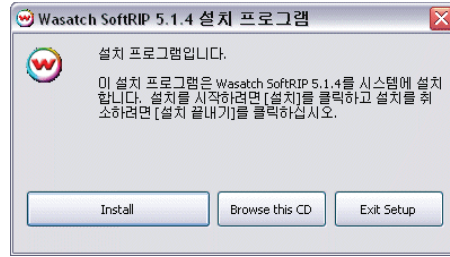 Wasatch SoftRIP 5.1.4 설치 프로그램
설치 프로그램입니다.
이 설치 프로그램은 Wasatch SoftRIP 5.1.4를 시스템에 설치
합니다. 설치를 시작하려면 [설치]를 클릭하고 설치를 취
소하려면 [설치 끝내기]를 클릭하십시오.
Install Browse this CD Exit Setup